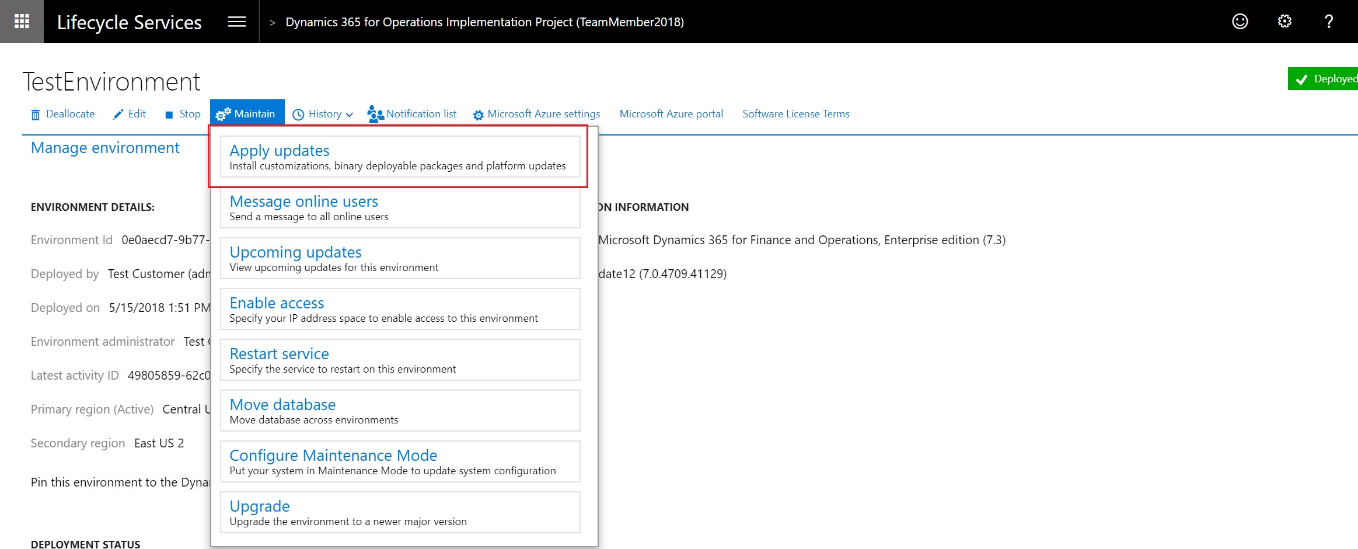 Lifecycle Services > Dynamics 365 for Operations Implementation Project (TeamMember2018) ?
TestEnvironment
Deployed
Deallocate Edit Stop Maintain History Notification list Microsoft Azure settings Microsoft Azure portal Software License Terms
Manage environment
Apply updates
Install customizations, binary deployable packages and platform updates
Message online users
Send a message to all online users
Upcoming updates
View upcoming updates for this environment
Enable access
Specify your IP address space to enable access to this environment
Restart service
Specify the service to restart on this environment
Move database
Move database across environments
Configure Maintenance Mode
Put your system in Maintenance Mode to update system configuration
Upgrade
Upgrade the environment to a newer major version
ENVIRONMENT DETAILS:
Environment Id 0e0aecd7-9b77-
Deployed by Test Customer (adm
Deployed on 5/15/2018 1:51 PM
Environment administrator Test
Latest activity ID 49805859-62c0
Primary region (Active) Central U
Secondary region East US 2
Pin this environment to the Dyna
DEPLOYMENT STATUS
ON INFORMATION
Microsoft Dynamics 365 for Finance and Operations, Enterprise edition (7.3)
date12 (7.0.4709.41129)